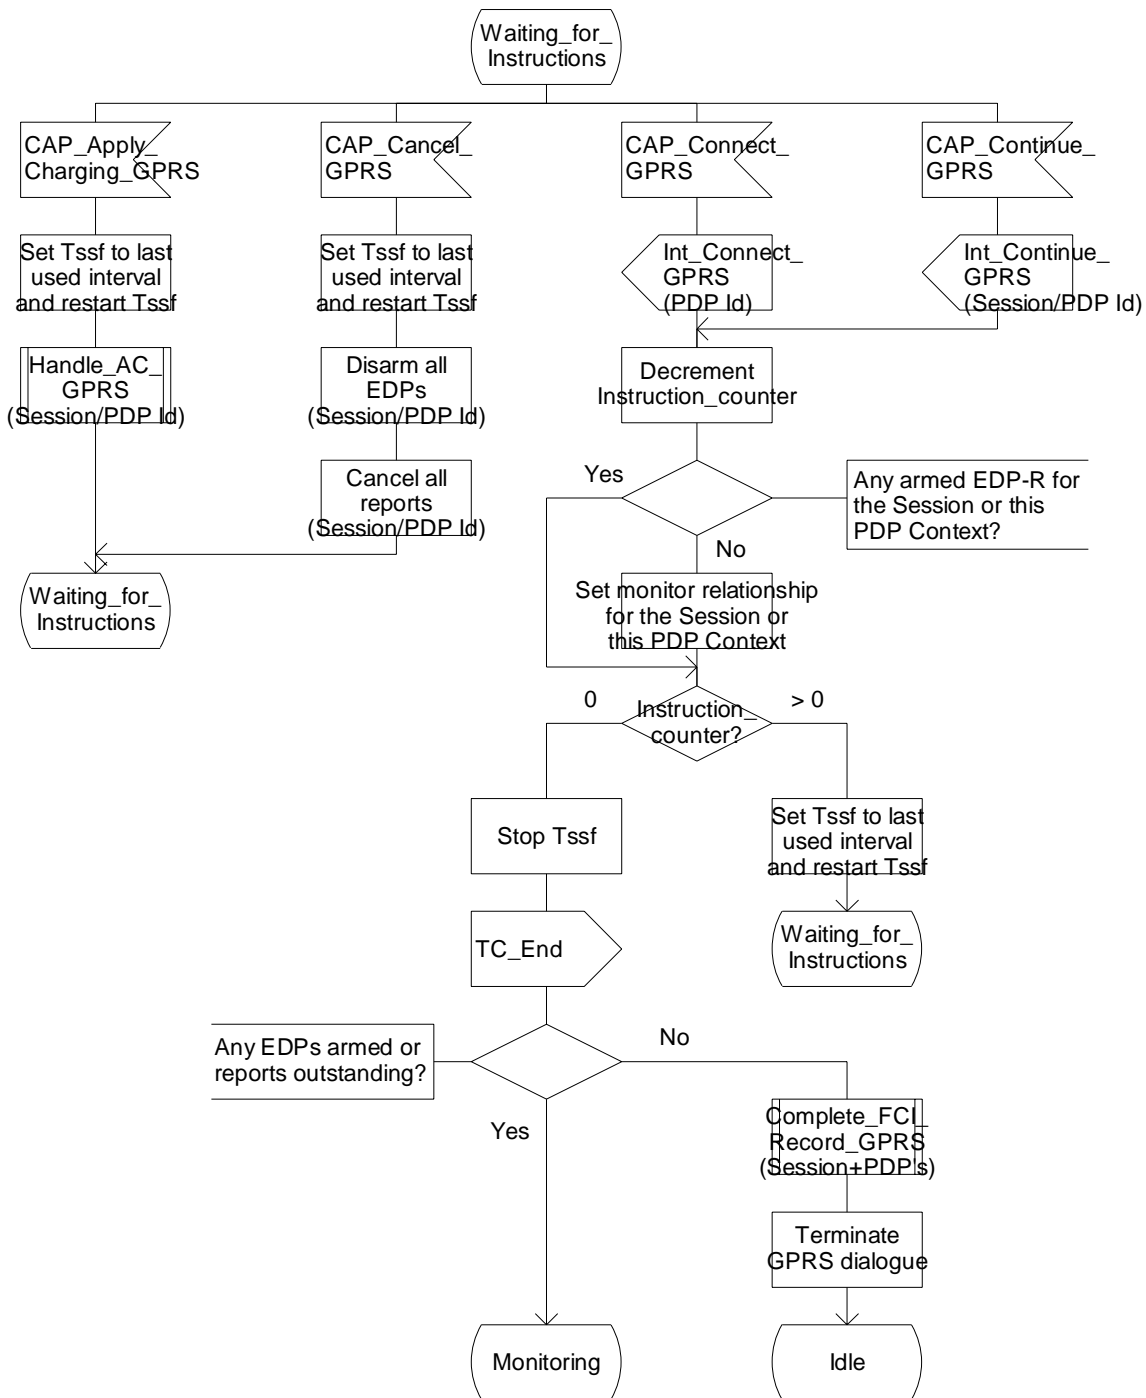 Waiting_for_
Instructions
CAP_Apply_
Charging_GPRS
CAP_Cancel_
GPRS
CAP_Connect_
GPRS
CAP_Continue_
GPRS
Set Tssf to last
used interval
and restart Tssf
Set Tssf to last
used interval
and restart Tssf
Int_Connect_
GPRS
(PDP Id)
Int_Continue_
GPRS
(Session/PDP Id)
Handle_AC_
GPRS
(Session/PDP Id)
Disarm all
EDPs
(Session/PDP Id)
Decrement
Instruction_counter
Cancel all
reports
(Session/PDP Id)
Yes
Any armed EDP-R for
the Session or this
PDP Context?
No
Waiting_for_
Instructions
Set monitor relationship
for the Session or
this PDP Context
0
Instruction_
counter?
> 0
Stop Tssf
Set Tssf to last
used interval
and restart Tssf
TC_End
Waiting_for_
Instructions
Any EDPs armed or
reports outstanding?
No
Yes
Complete_FCI_
Record_GPRS
(Session+PDP's)
Terminate
GPRS dialogue
Monitoring
Idle